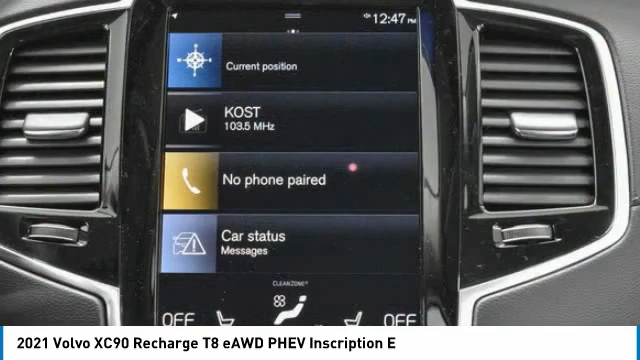 12:47 PM
Current position
KOST
103.5 MHz
No phone paired
Car status
Messages
CLEANZONE®
OFF OFF
2021 Volvo XC90 Recharge T8 eAWD PHEV Inscription E